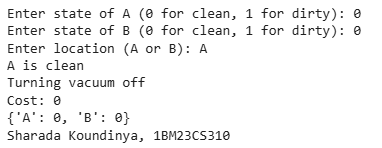 Enter state of A (0 for clean, 1 for dirty): 0
Enter state of B (0 for clean, 1 for dirty): 0
Enter location (A or B): A
A is clean
Turning vacuum off
Cost: 0
{'A': 0, 'B': 0}
Sharada Koundinya, 1BM23CS310